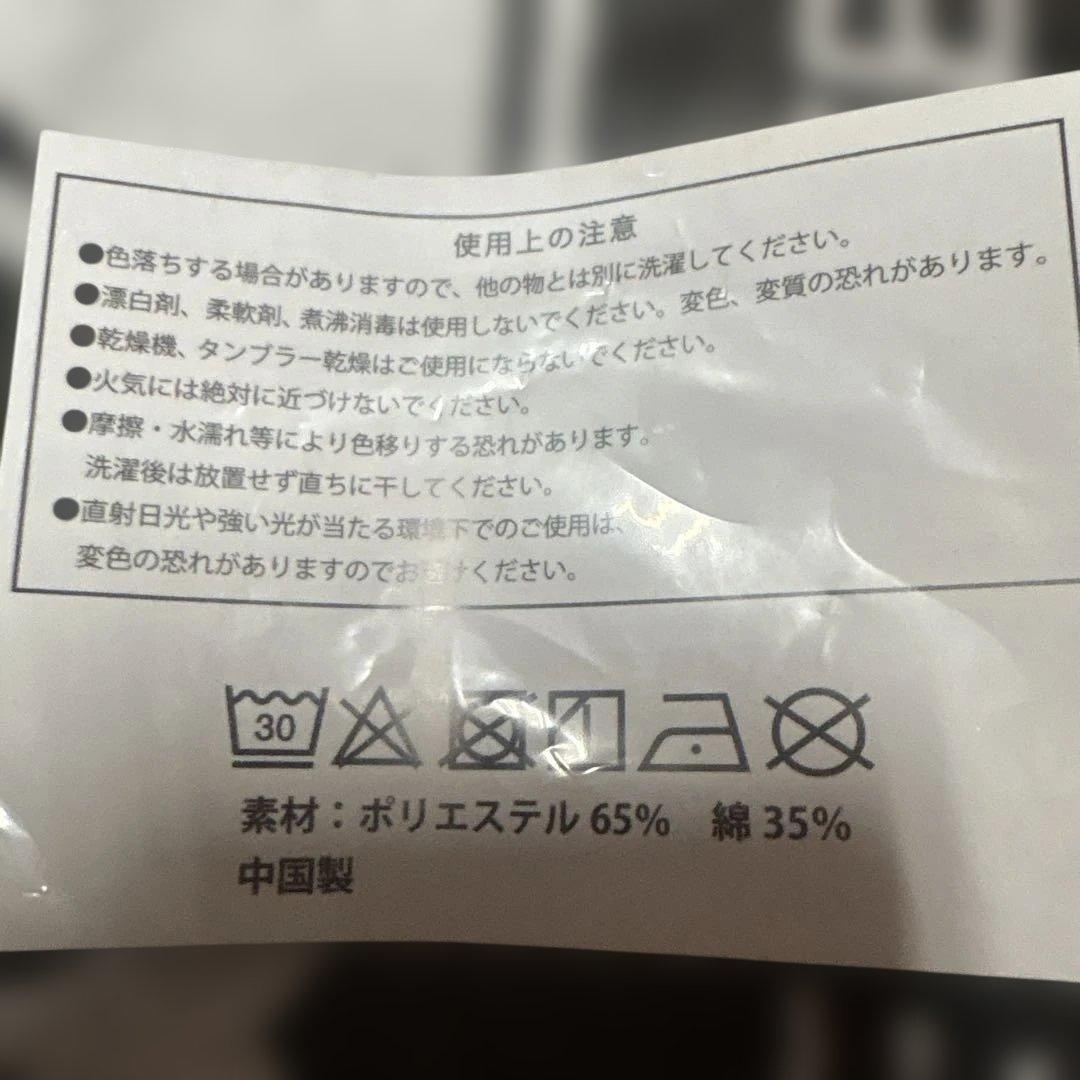 使用上の注意
●色落ちする場合がありますので、他の物とは別に洗濯してください。
●漂白剤、柔軟剤、煮沸消毒は使用しないでください。変色、変質の恐れがあります。
●乾燥機、タンブラー乾燥はご使用にならないでください。
●火気には絶対に近づけないでください。
●摩擦・水濡れ等により色移りする恐れがあります。
洗濯後は放置せず直ちに干してください。
●直射日光や強い光が当たる環境下でのご使用は、
変色の恐れがありますのでお避けください。
30
素材：ポリエステル 65%　綿 35%
中国製